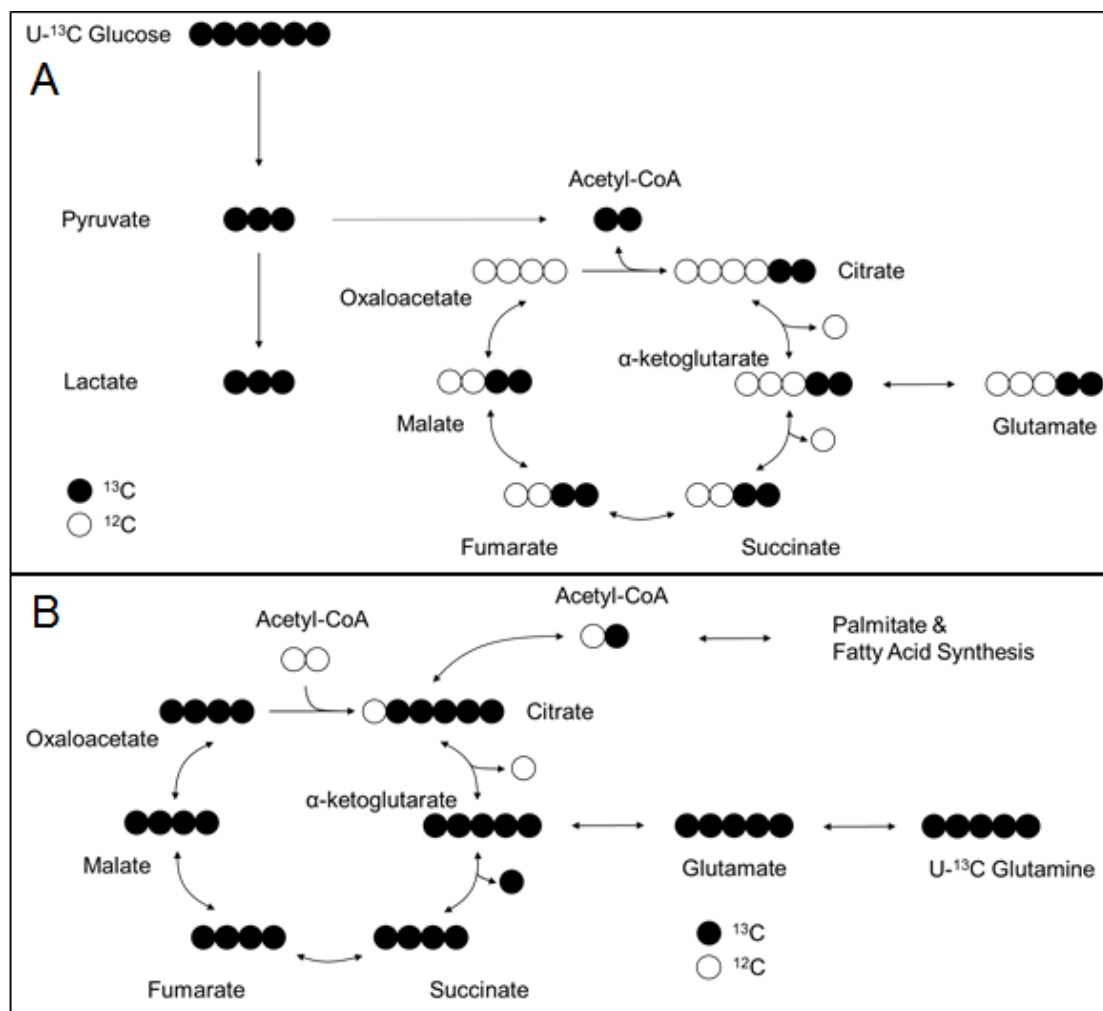 U-¹³C Glucose
A
Acetyl-CoA
Pyruvate
Oxaloacetate
Citrate
α-ketoglutarate
Lactate
Malate
Glutamate
¹³C
¹²C
Fumarate
Succinate
B
Acetyl-CoA
Acetyl-CoA
Palmitate &
Fatty Acid Synthesis
Oxaloacetate
Citrate
α-ketoglutarate
Malate
Glutamate
U-¹³C Glutamine
¹³C
¹²C
Fumarate
Succinate